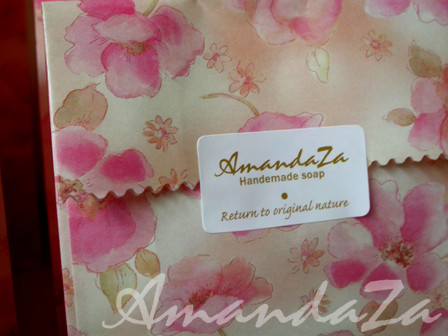 AmandaZa
Handmade soap
Return to original nature
AmandaZa